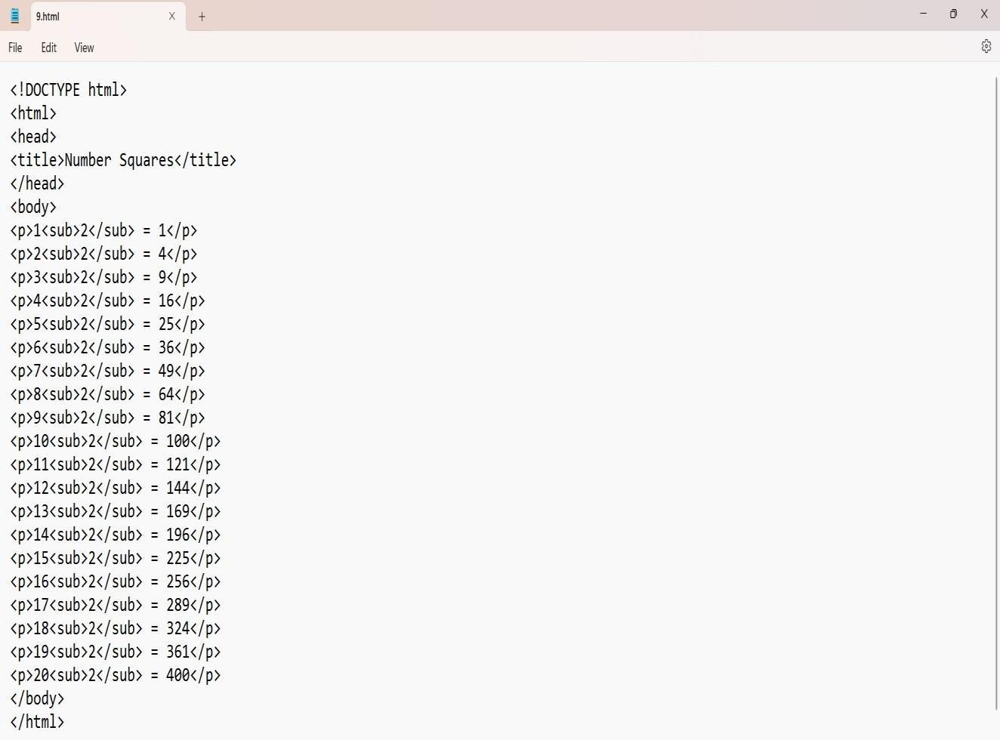 9.html
File Edit View
<!DOCTYPE html>
<html>
<head>
<title>Number Squares</title>
</head>
<body>
<p>1<sub>2</sub> = 1</p>
<p>2<sub>2</sub> = 4</p>
<p>3<sub>2</sub> = 9</p>
<p>4<sub>2</sub> = 16</p>
<p>5<sub>2</sub> = 25</p>
<p>6<sub>2</sub> = 36</p>
<p>7<sub>2</sub> = 49</p>
<p>8<sub>2</sub> = 64</p>
<p>9<sub>2</sub> = 81</p>
<p>10<sub>2</sub> = 100</p>
<p>11<sub>2</sub> = 121</p>
<p>12<sub>2</sub> = 144</p>
<p>13<sub>2</sub> = 169</p>
<p>14<sub>2</sub> = 196</p>
<p>15<sub>2</sub> = 225</p>
<p>16<sub>2</sub> = 256</p>
<p>17<sub>2</sub> = 289</p>
<p>18<sub>2</sub> = 324</p>
<p>19<sub>2</sub> = 361</p>
<p>20<sub>2</sub> = 400</p>
</body>
</html>